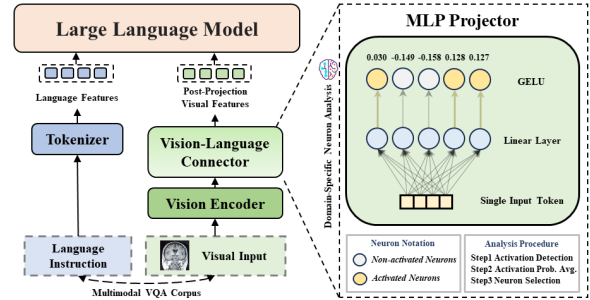 Large Language Model
Language Features
Post-Projection
Visual Features
Tokenizer
Vision-Language
Connector
Vision Encoder
Language
Instruction
Visual Input
Multimodal VQA Corpus
Domain-Specific Neuron Analysis
MLP Projector
0.030 -0.149 -0.158 0.128 0.127
GELU
Linear Layer
Single Input Token
Neuron Notation
Non-activated Neurons
Activated Neurons
Analysis Procedure
Step1 Activation Detection
Step2 Activation Prob. Avg.
Step3 Neuron Selection